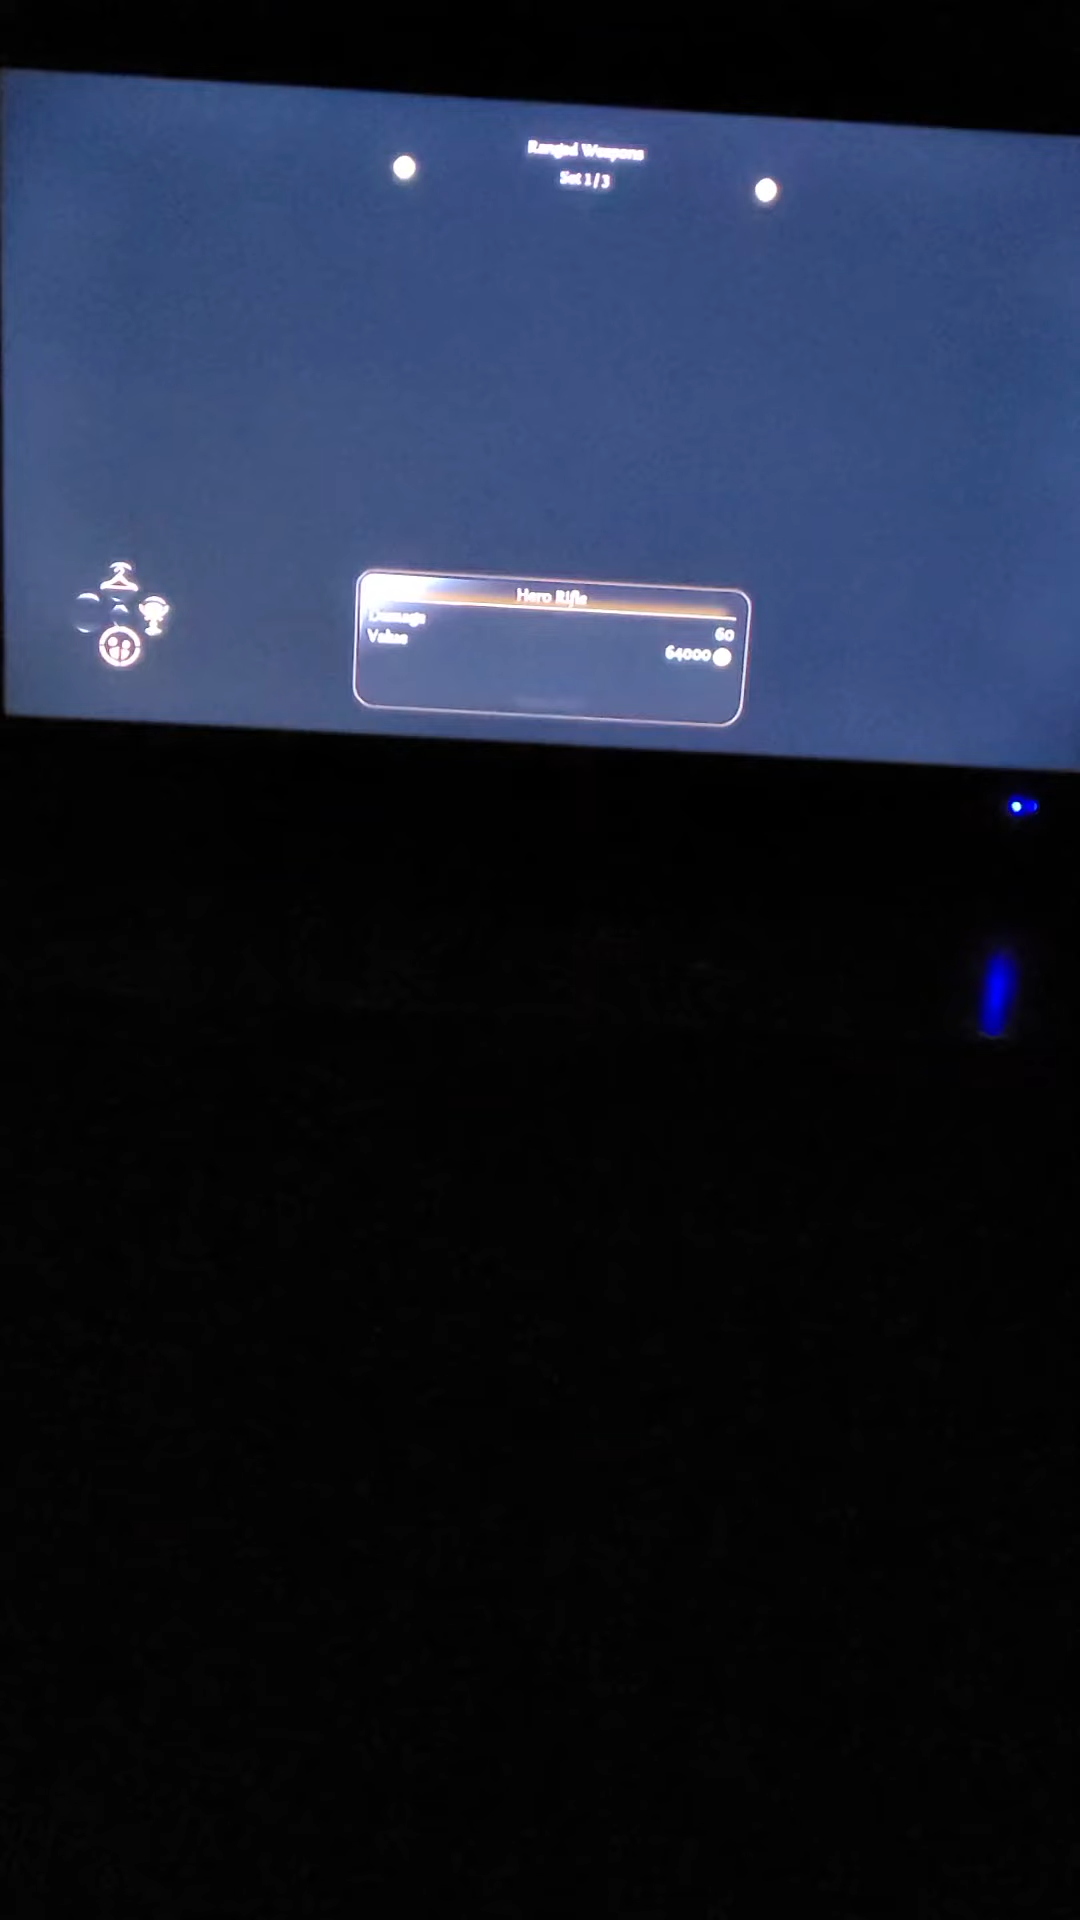 Ranged Weapons
Set 1/3
Hero Rifle
Damage 60
Value 64000